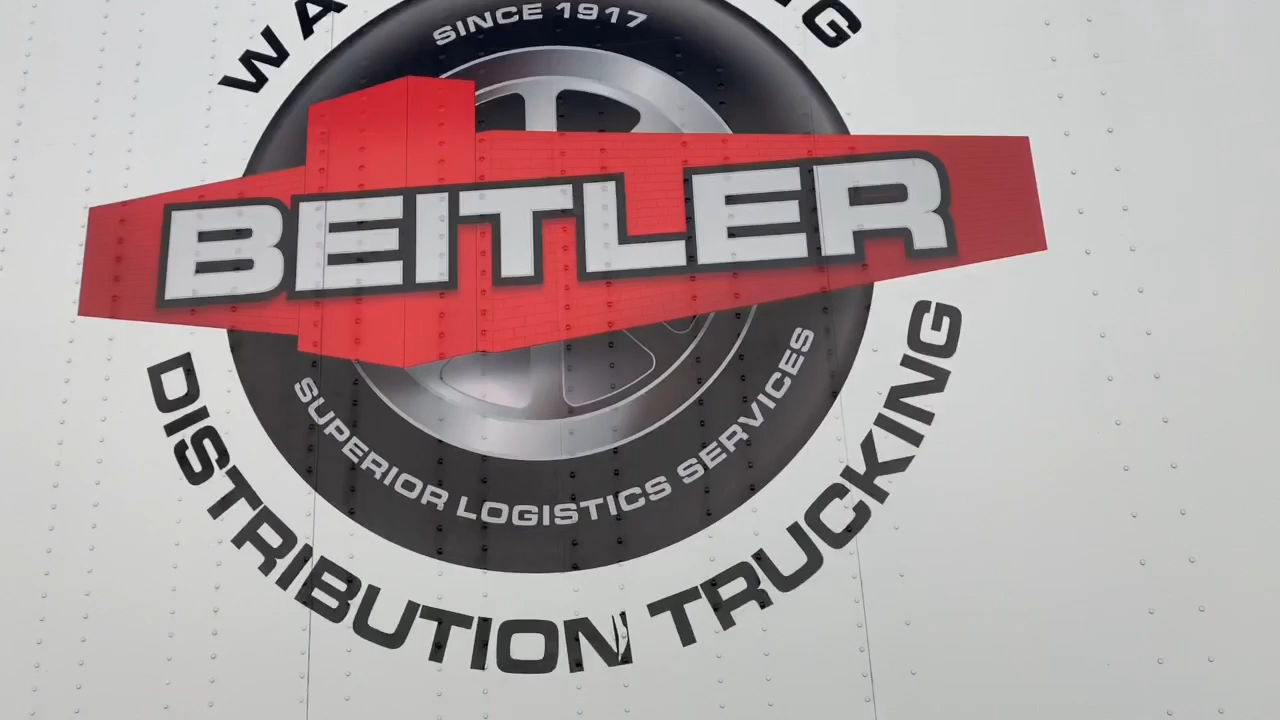 SINCE 1917
BEITLER
SUPERIOR LOGISTICS SERVICES
DISTRIBUTION TRUCKING